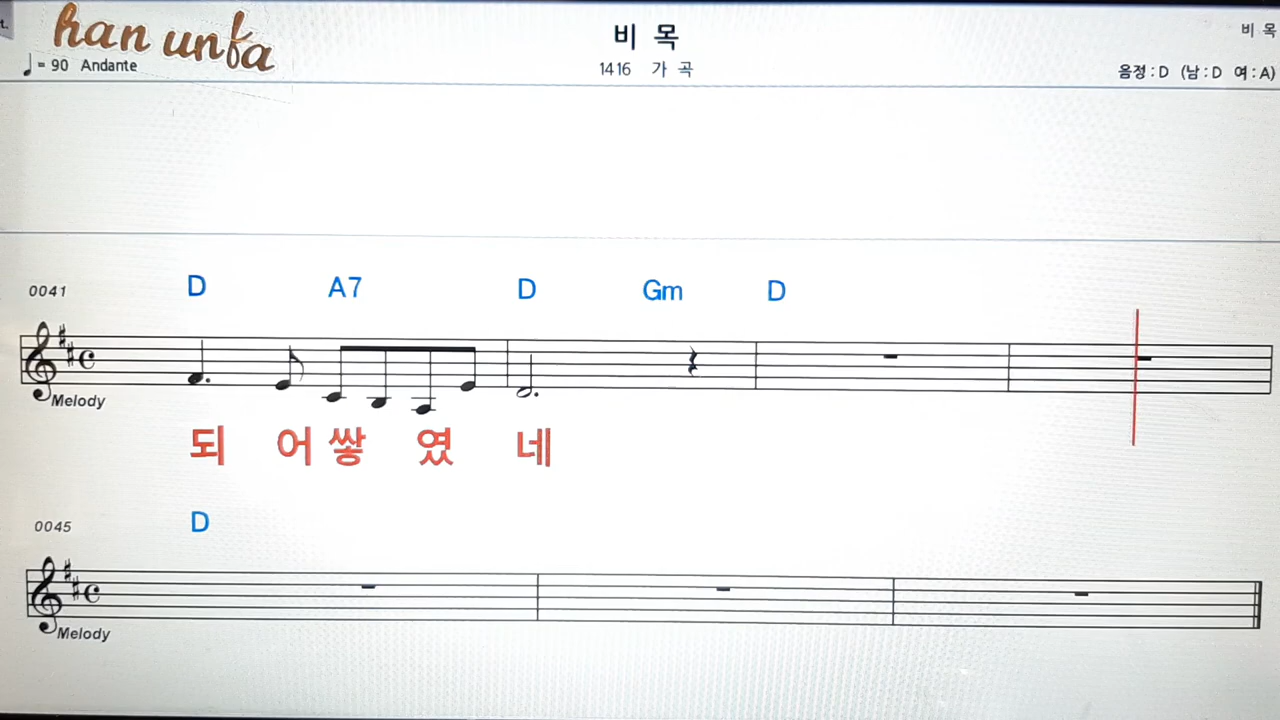 t.
han unfa
비 목
비 목
♩= 90 Andante
1416 가 곡
음정 : D (남 : D 여 : A)
0041
D A7 D Gm D
Melody
되 어 쌓 였 네
0045
D
Melody